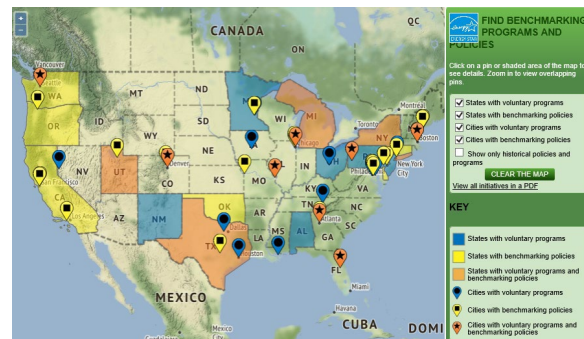 +
-
CANADA
QC
ON
Vancouver
Seattle
WA
MT
ND
Montreal
OR
ID
SD
WI
MI
Toronto
NY
WY
Chicago
NE
OH
New York
City
NV
UT
Denver
CO
IN
Philadelphia
San Francisco
KS
MO
KY
VA
CA
Los Angeles
TN
NC
AZ
NM
OK
AR
Atlanta
SC
Dallas
MS
AL
GA
TX
LA
Houston
FL
Miami
MEXICO
Havana
Mexico
City
CUBA
DOMI
FIND BENCHMARKING
PROGRAMS AND
POLICIES
Click on a pin or shaded area of the map to
see details. Zoom in to view overlapping
pins.
States with voluntary programs
States with benchmarking policies
Cities with voluntary programs
Cities with benchmarking policies
Show only historical policies and
programs
CLEAR THE MAP
View all initiatives in a PDF
KEY
States with voluntary programs
States with benchmarking policies
States with voluntary programs and
benchmarking policies
Cities with voluntary programs
Cities with benchmarking policies
Cities with voluntary programs and
benchmarking policies